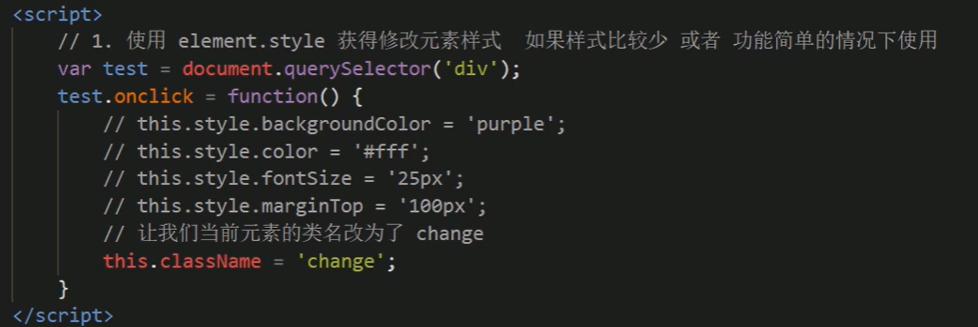 <script>
// 1. 使用 element.style 获得修改元素样式  如果样式比较少 或者 功能简单的情况下使用
var test = document.querySelector('div');
test.onclick = function() {
// this.style.backgroundColor = 'purple';
// this.style.color = '#fff';
// this.style.fontSize = '25px';
// this.style.marginTop = '100px';
// 让我们当前元素的类名改为了 change
this.className = 'change';
}
</script>